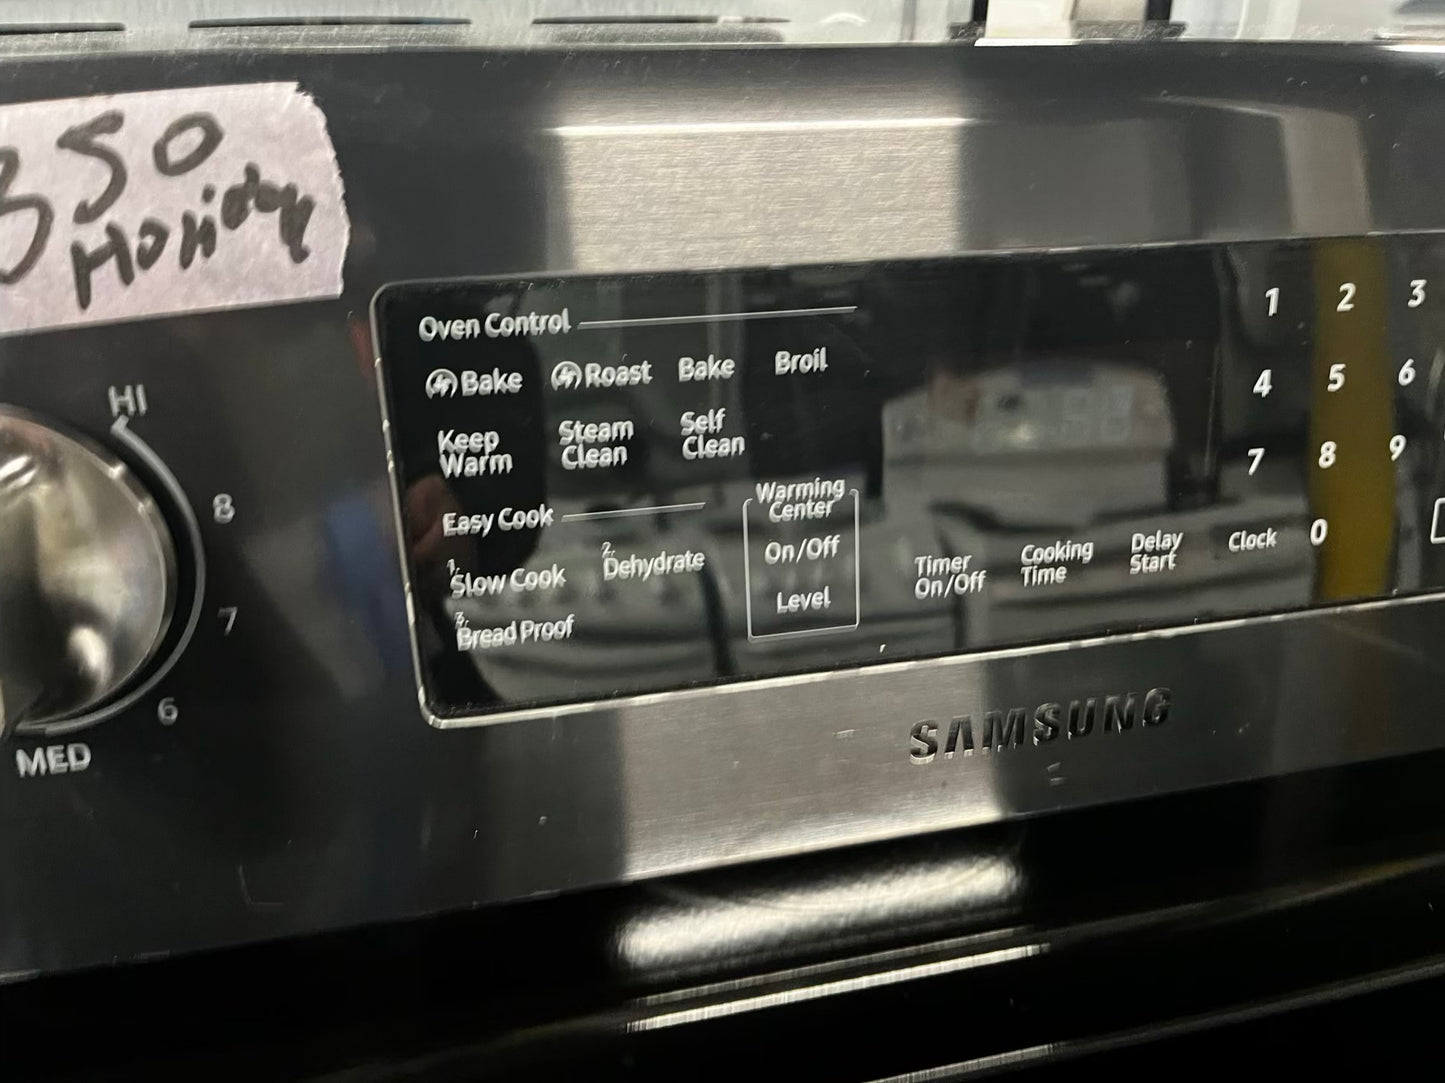 350
Holiday
HI
8
7
6
MED
Oven Control
Bake Roast Bake Broil
Keep Warm
Steam Clean
Self Clean
Easy Cook
1. Slow Cook
2. Dehydrate
3. Bread Proof
Warming Center
On/Off
Level
Timer On/Off
Cooking Time
Delay Start
Clock
1 2 3
4 5 6
7 8 9
0
SAMSUNG